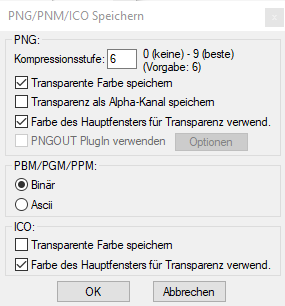 PNG/PNM/ICO Speichern
PNG:
Kompressionsstufe: 6 0 (keine) - 9 (beste)
(Vorgabe: 6)
Transparente Farbe speichern
Transparenz als Alpha-Kanal speichern
Farbe des Hauptfensters für Transparenz verwend.
PNGOUT PlugIn verwenden Optionen
PBM/PGM/PPM:
Binär
Ascii
ICO:
Transparente Farbe speichern
Farbe des Hauptfensters für Transparenz verwend.
OK Abbrechen